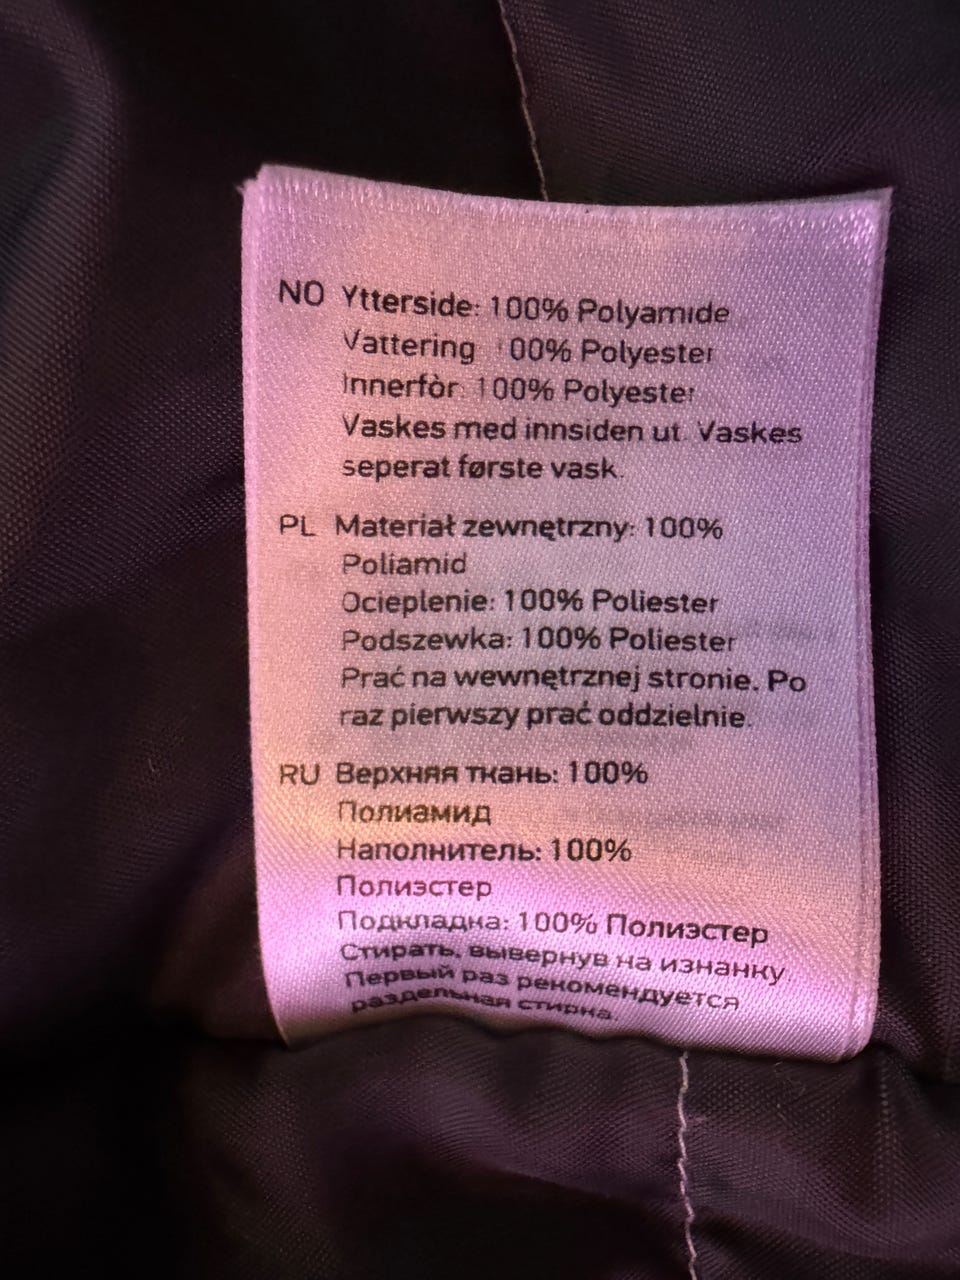 NO Ytterside: 100% Polyamide
Vattering 100% Polyester
Innerfòr: 100% Polyester
Vaskes med innsiden ut. Vaskes
seperat første vask.
PL Materiał zewnętrzny: 100%
Poliamid
Ocieplenie: 100% Poliester
Podszewka: 100% Poliester
Prać na wewnętrznej stronie. Po
raz pierwszy prać oddzielnie.
RU Верхняя ткань: 100%
Полиамид
Наполнитель: 100%
Полиэстер
Подкладка: 100% Полиэстер
Стирать, вывернув на изнанку.
Первый раз рекомендуется
раздельная стирка.